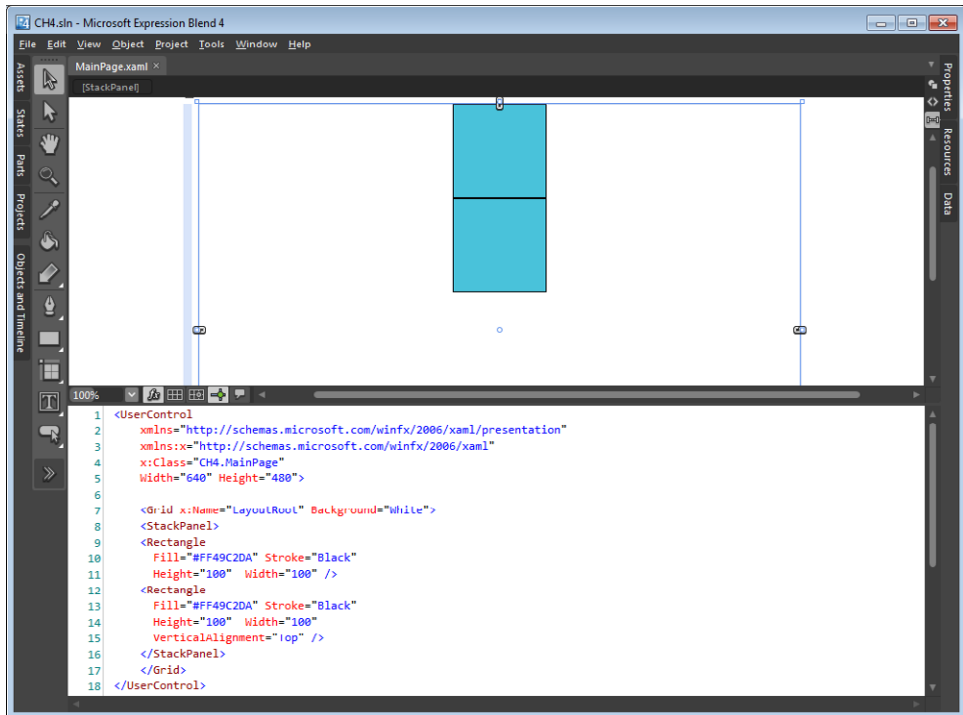 CH4.sln - Microsoft Expression Blend 4
File Edit View Object Project Tools Window Help
MainPage.xaml ×
[StackPanel]
Assets
States
Parts
Projects
Objects and Timeline
Properties
Resources
Data
100%
1 <UserControl
2 xmlns="http://schemas.microsoft.com/winfx/2006/xaml/presentation"
3 xmlns:x="http://schemas.microsoft.com/winfx/2006/xaml"
4 x:Class="CH4.MainPage"
5 Width="640" Height="480">
6
7 <Grid x:Name="LayoutRoot" Background="White">
8 <StackPanel>
9 <Rectangle
10 Fill="#FF49C2DA" Stroke="Black"
11 Height="100" Width="100" />
12 <Rectangle
13 Fill="#FF49C2DA" Stroke="Black"
14 Height="100" Width="100"
15 VerticalAlignment="Top" />
16 </StackPanel>
17 </Grid>
18 </UserControl>